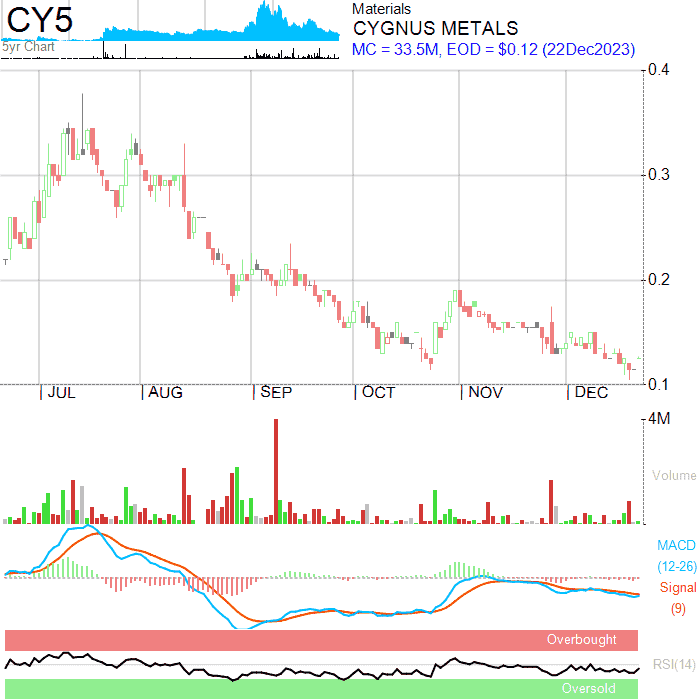 CY5
5yr Chart
Materials
CYGNUS METALS
MC = 33.5M, EOD = $0.12 (22Dec2023)
0.4
0.3
0.2
0.1
JUL AUG SEP OCT NOV DEC
4M
Volume
MACD
(12-26)
Signal
(9)
Overbought
RSI(14)
Oversold